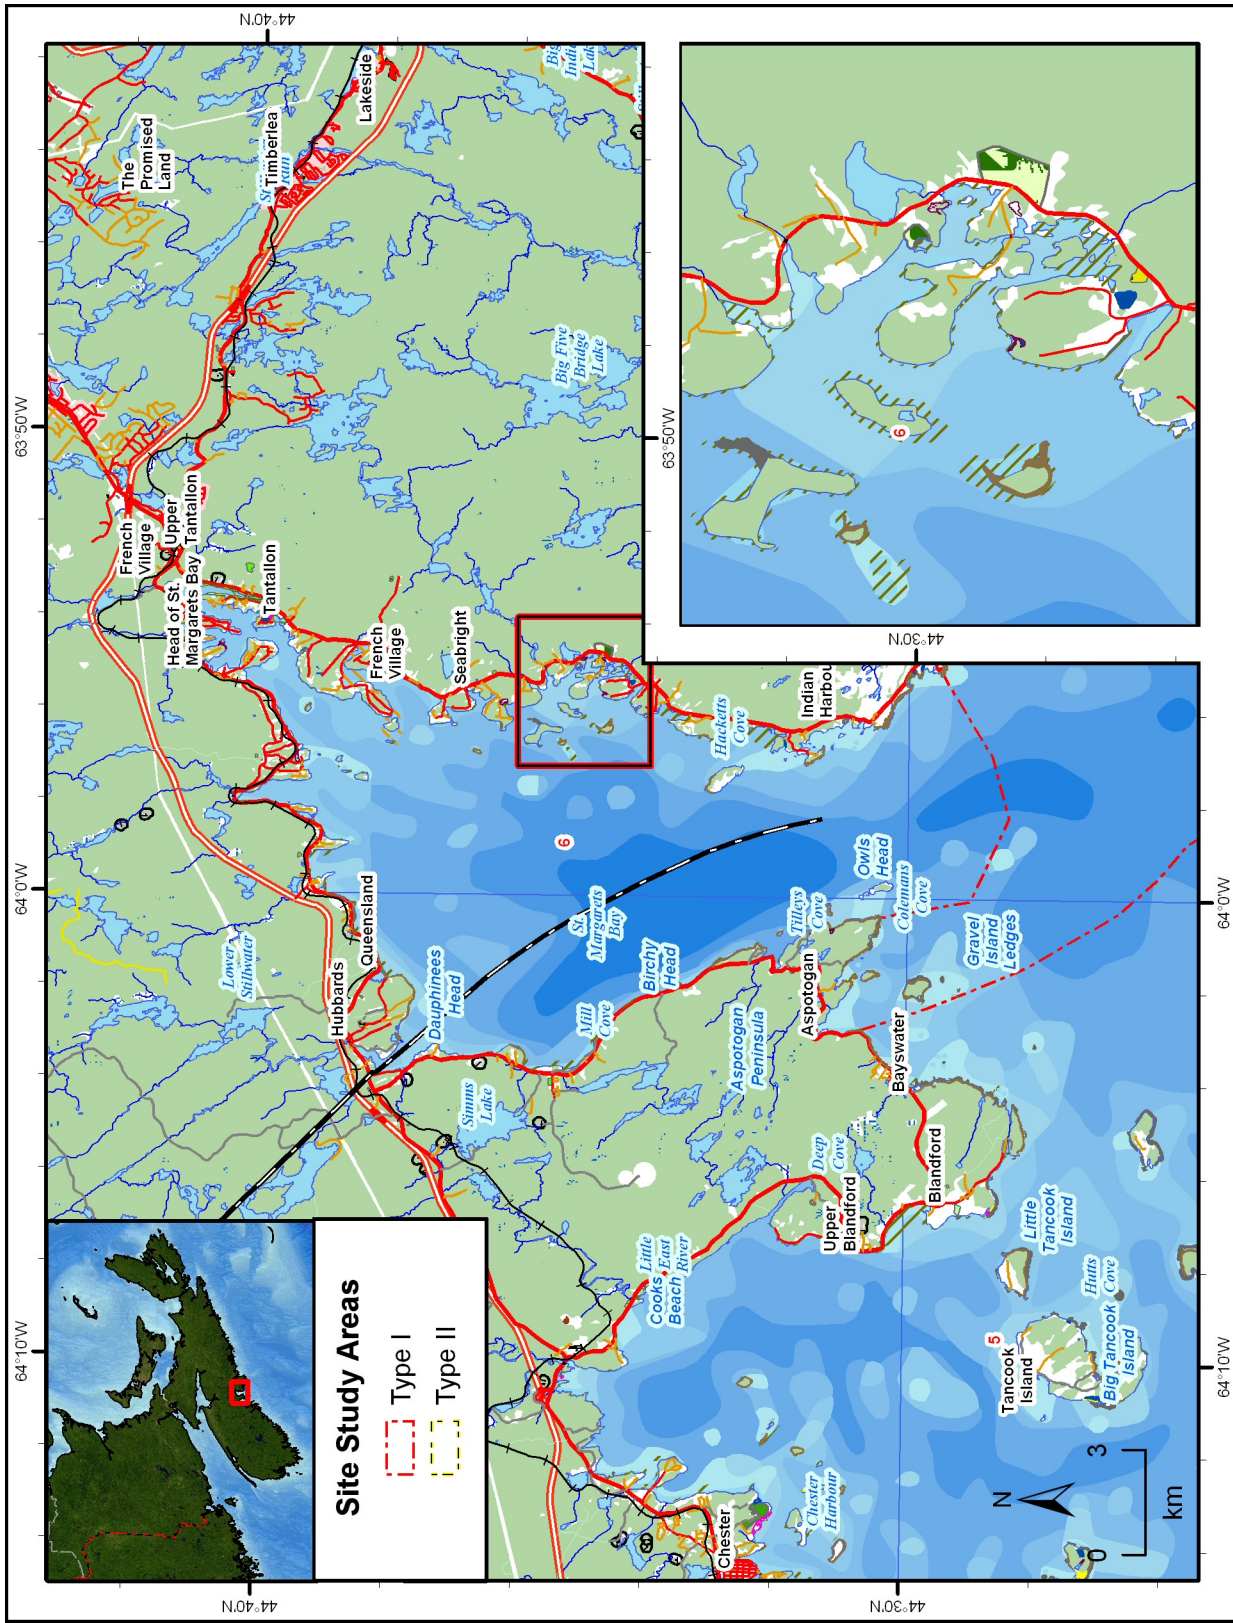 64°10'W
64°0'W
63°50'W
44°40'N
44°40'N
44°30'N
44°30'N
64°10'W
64°0'W
63°50'W
Site Study Areas
Type I
Type II
The
Promised
Land
Timberlea
Lakeside
Big
Indi
Lak
French
Village
Upper
Tantallon
Head of St.
Margarets Bay
Tantallon
Big Five
Bridge
Lake
French
Village
Seabright
Lower
Stillwater
Queensland
Hubbards
Dauphinees
Head
Simms
Lake
Mill
Cove
6
St.
Margarets
Bay
Birchy
Head
Hacketts
Cove
Indian
Harbou
Tilleys
Cove
Owls
Head
Colemans
Cove
Aspotogan
Aspotogan
Peninsula
Gravel
Island
Ledges
Bayswater
Deep
Cove
Upper
Blandford
Blandford
Cooks
Beach
Little
East
River
Little
Tancook
Island
Hutts
Cove
5
Tancook
Island
Big Tancook
Island
Chester
Chester
Harbour
6
N
0
3
km